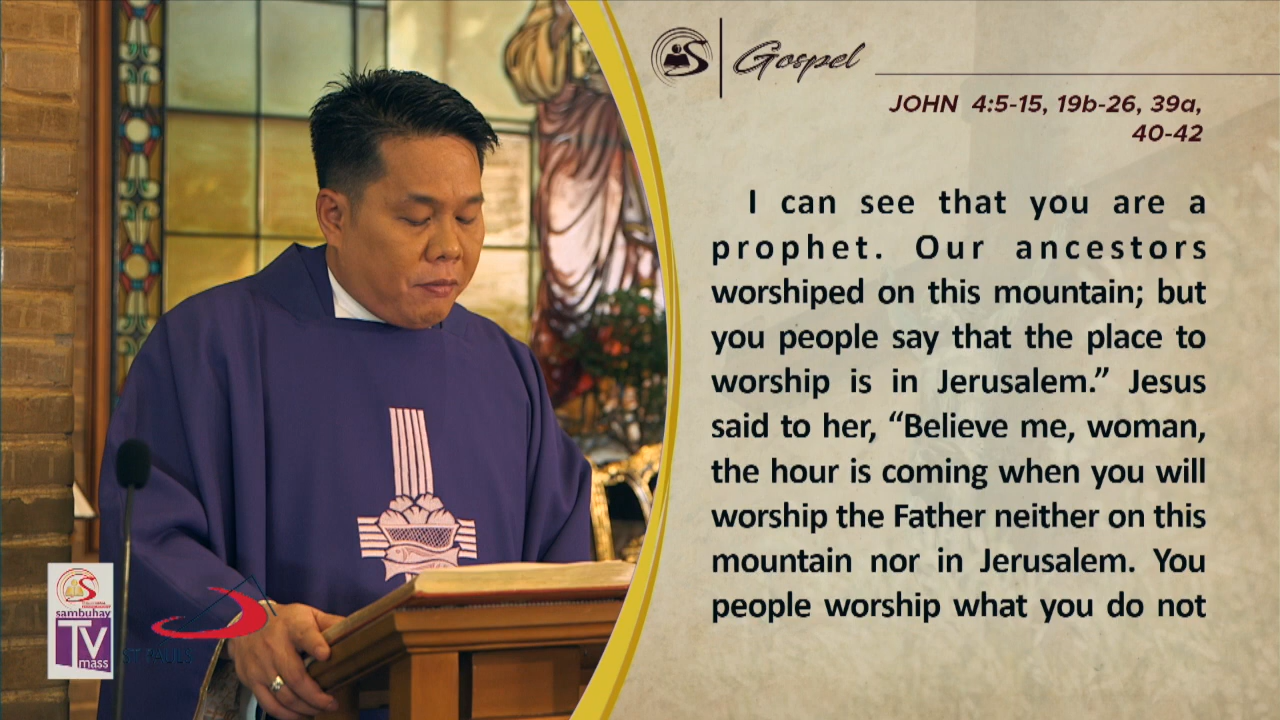 Gospel
JOHN 4:5-15, 19b-26, 39a,
40-42
I can see that you are a
prophet. Our ancestors
worshiped on this mountain; but
you people say that the place to
worship is in Jerusalem.” Jesus
said to her, “Believe me, woman,
the hour is coming when you will
worship the Father neither on this
mountain nor in Jerusalem. You
people worship what you do not
sambuhay
TV
mass
ST PAULS